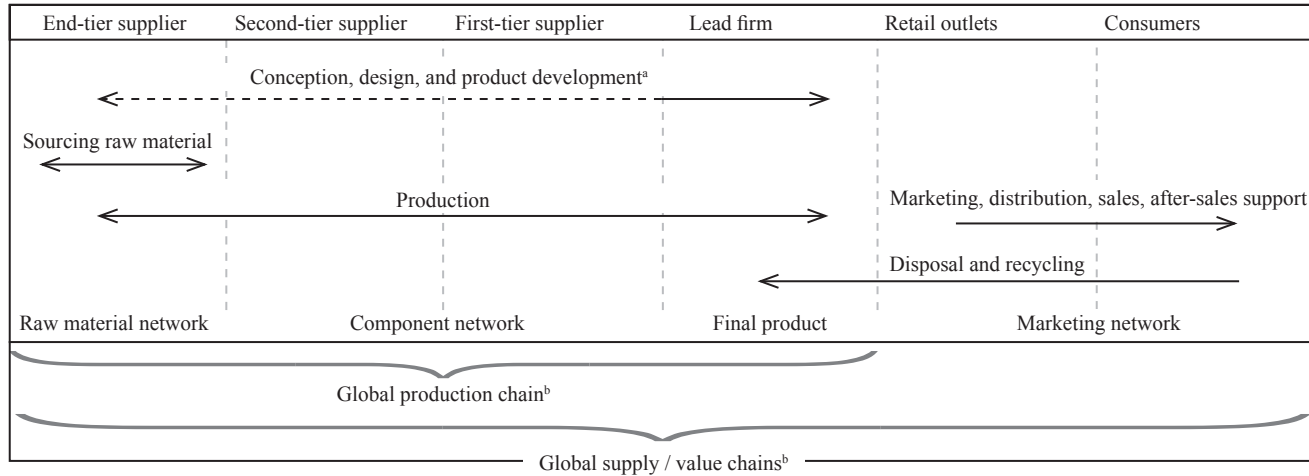 End-tier supplier Second-tier supplier First-tier supplier Lead firm Retail outlets Consumers
Conception, design, and product developmentᵃ
Sourcing raw material
Production
Marketing, distribution, sales, after-sales support
Disposal and recycling
Raw material network Component network Final product Marketing network
Global production chainᵇ
Global supply / value chainsᵇ